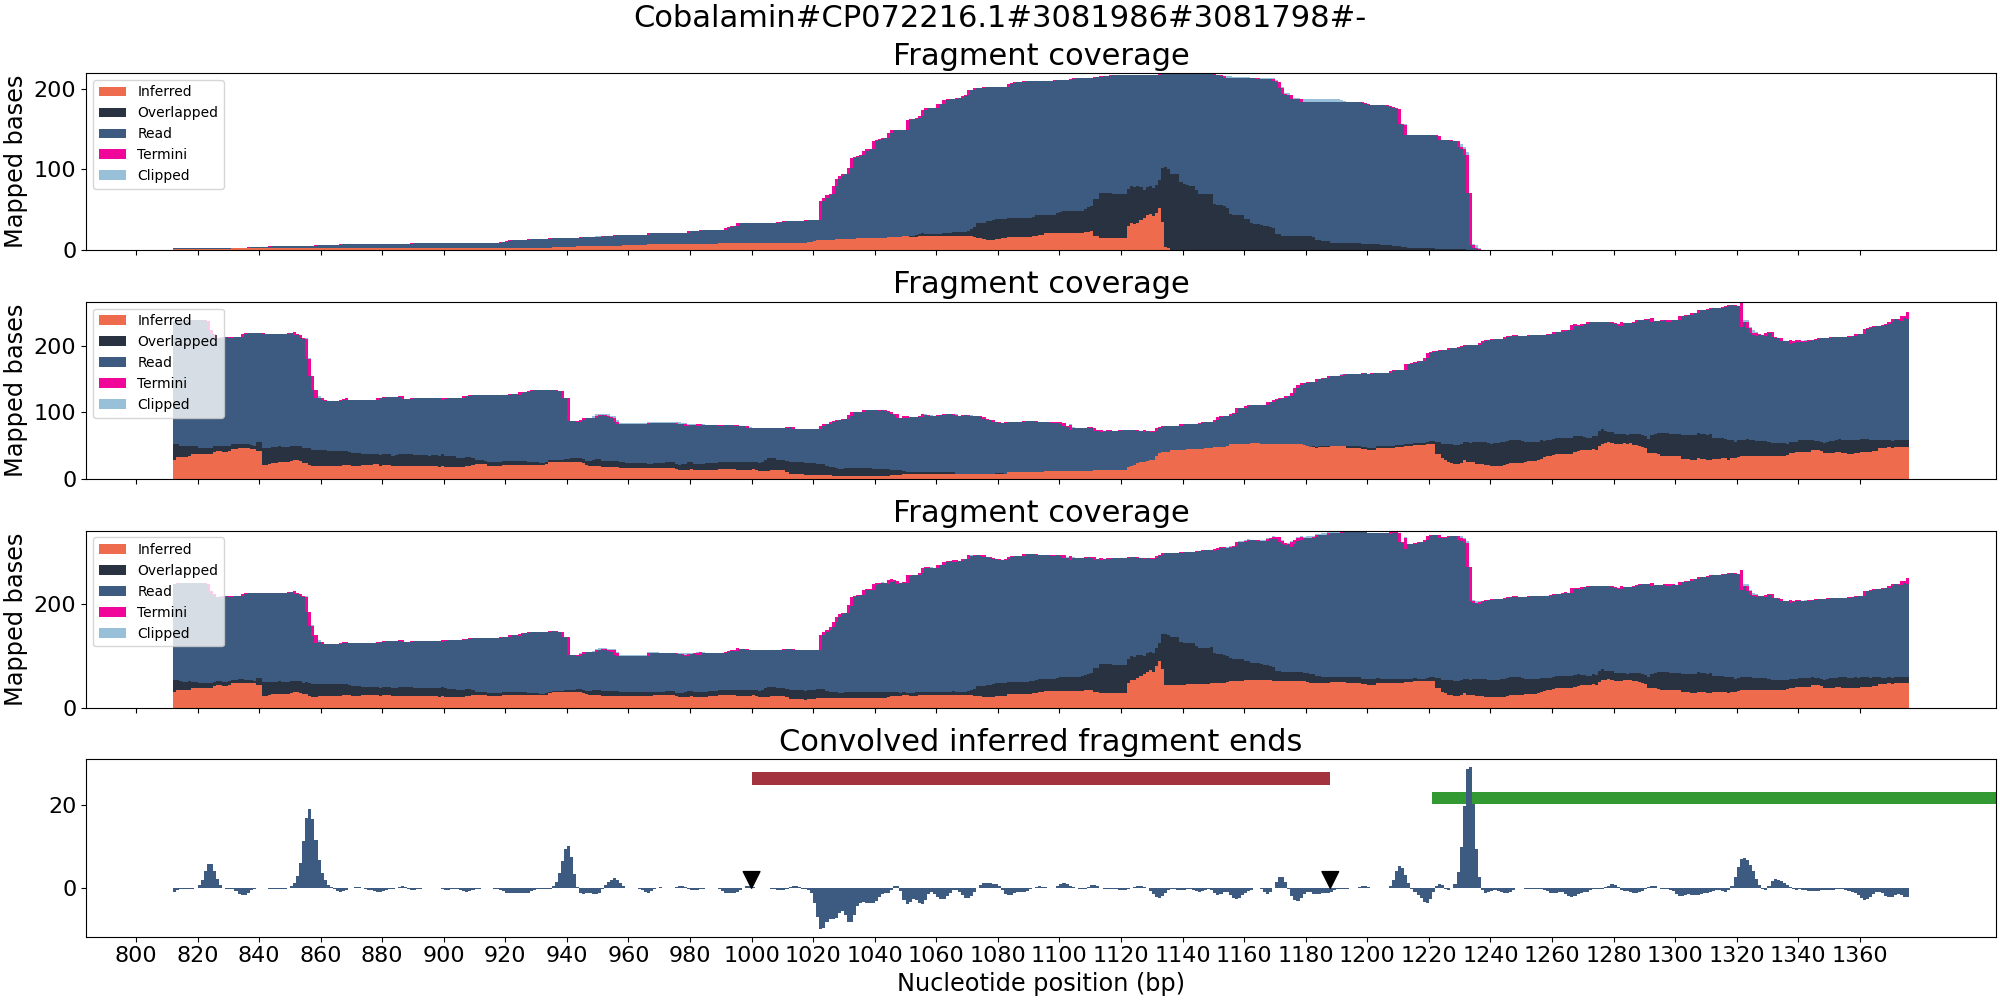 Cobalamin#CP072216.1#3081986#3081798#-
Fragment coverage
Mapped bases
200
100
0
Inferred
Overlapped
Read
Termini
Clipped
Fragment coverage
Mapped bases
200
100
0
Inferred
Overlapped
Read
Termini
Clipped
Fragment coverage
Mapped bases
200
0
Inferred
Overlapped
Read
Termini
Clipped
Convolved inferred fragment ends
20
0
800 820 840 860 880 900 920 940 960 980 1000 1020 1040 1060 1080 1100 1120 1140 1160 1180 1200 1220 1240 1260 1280 1300 1320 1340 1360
Nucleotide position (bp)